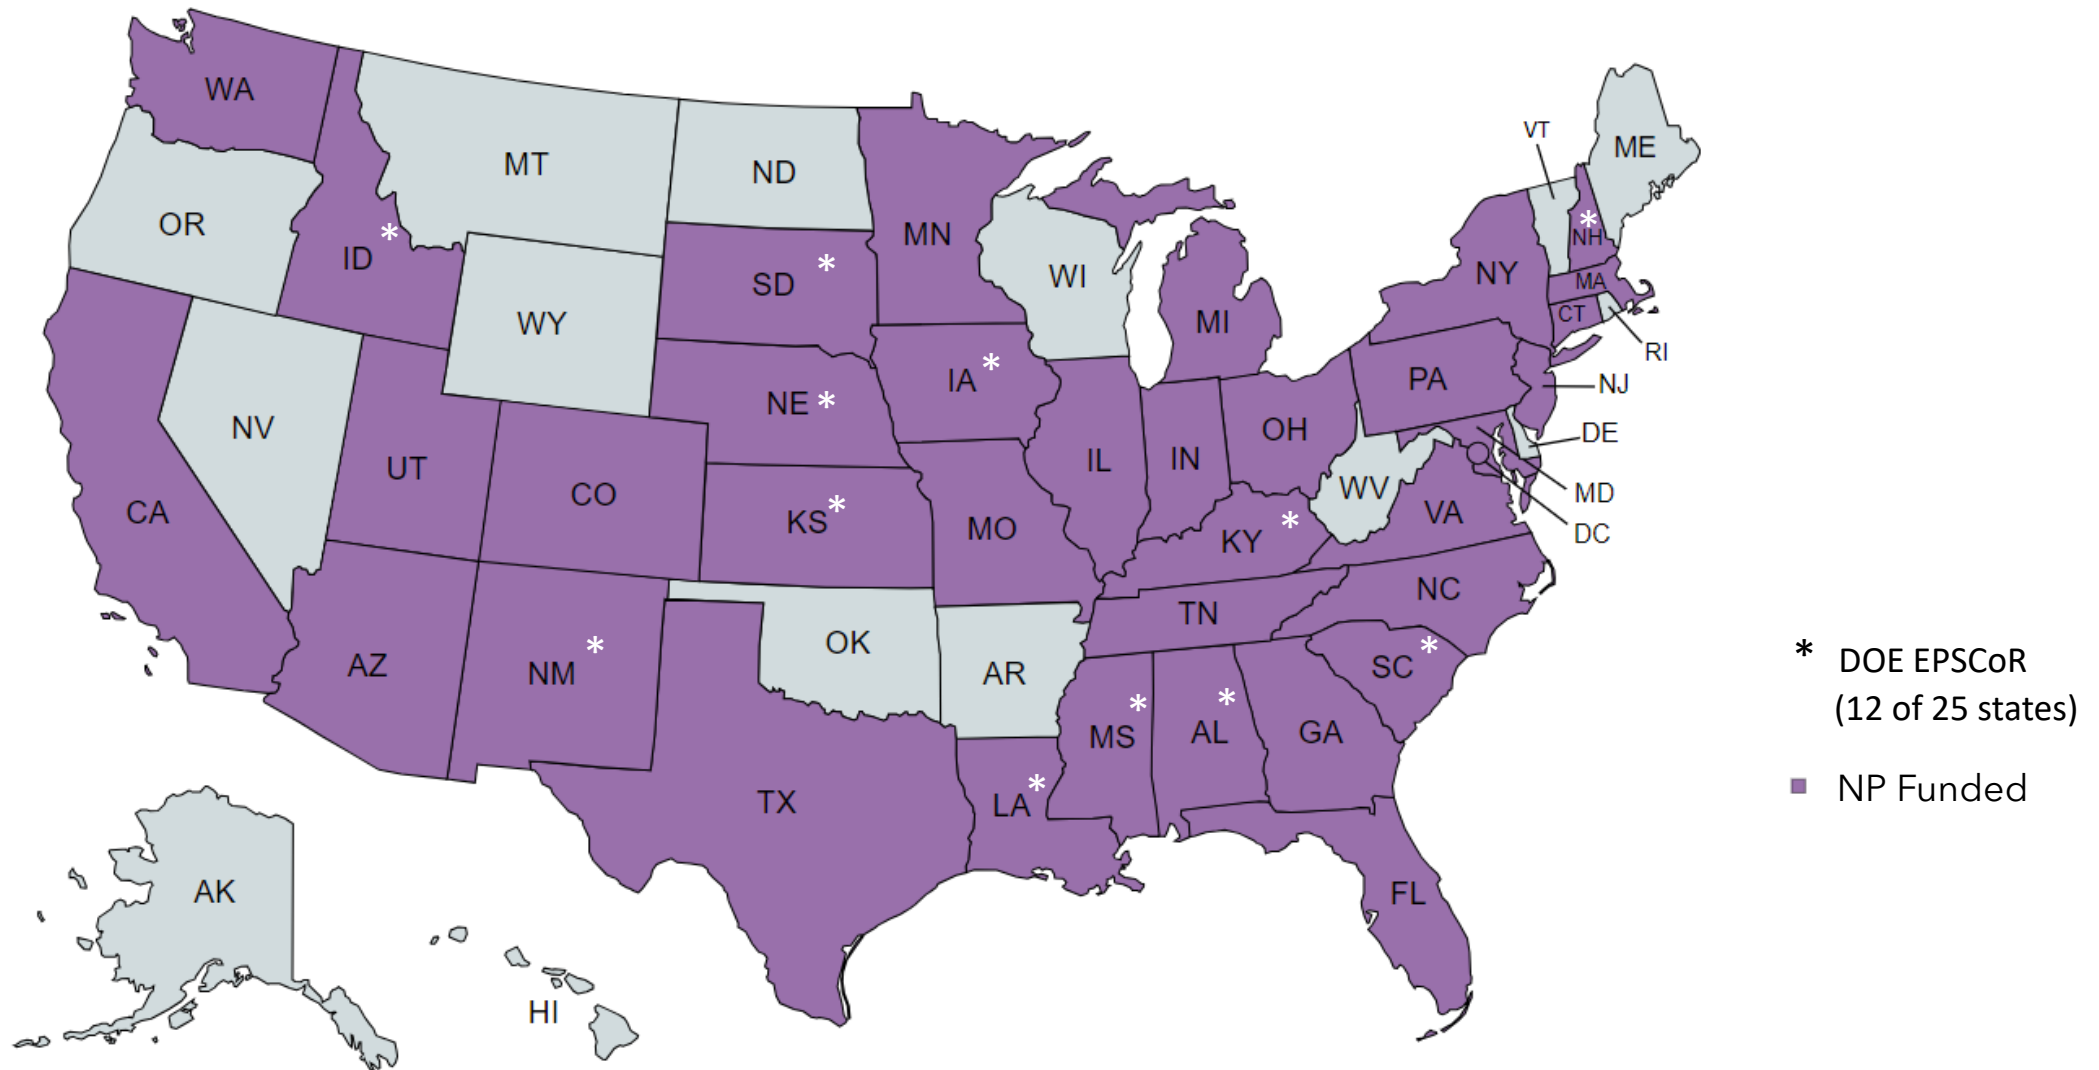 WA
MT
ND
MN
VT
ME
OR
ID *
SD *
WI
MI
NY
NH *
MA
CT
RI
WY
NE *
IA *
PA
NJ
NV
UT
CO
KS *
MO
IL
IN
OH
DE
WV
MD
CA
KY *
VA
DC
AZ
NM *
OK
AR
TN
NC
SC *
MS *
AL *
GA
TX
LA *
FL
AK
HI
* DOE EPSCoR
(12 of 25 states)
NP Funded